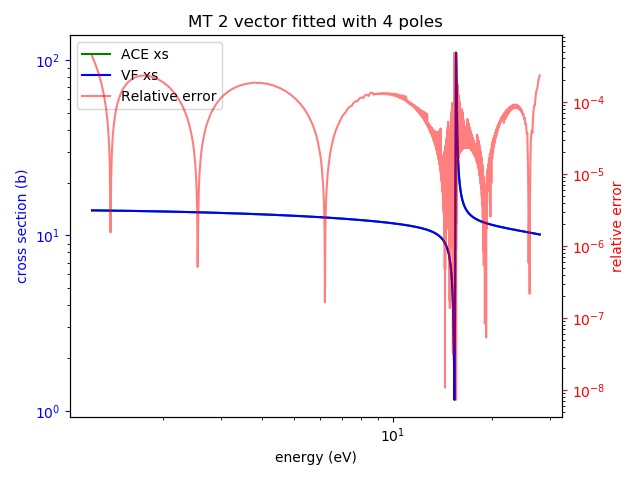 MT 2 vector fitted with 4 poles
ACE xs
VF xs
Relative error
cross section (b)
10²
10¹
10⁰
10⁻⁴
10⁻⁵
10⁻⁶
10⁻⁷
10⁻⁸
relative error
10¹
energy (eV)